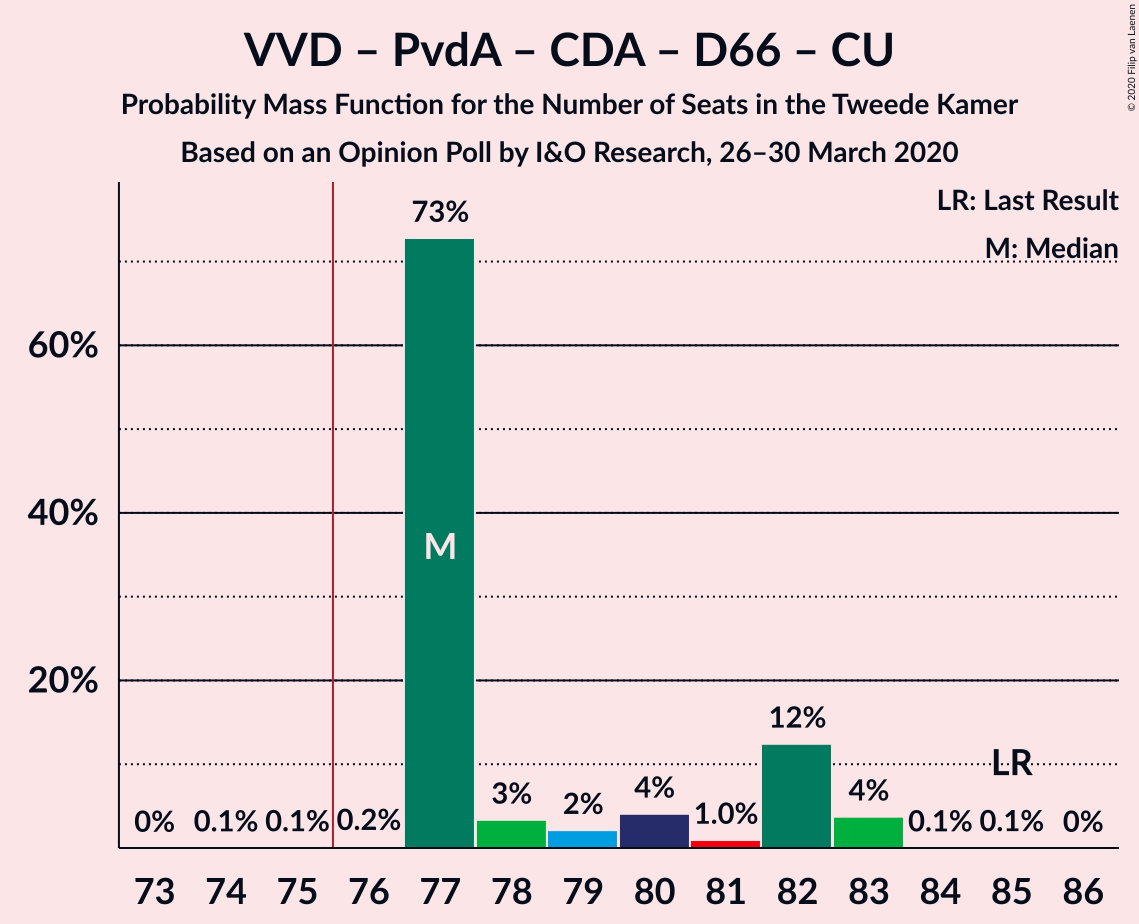 VVD – PvdA – CDA – D66 – CU
Probability Mass Function for the Number of Seats in the Tweede Kamer
Based on an Opinion Poll by I&O Research, 26–30 March 2020
© 2020 Filip van Laenen
LR: Last Result
M: Median
73%
60%
M
40%
20%
12%
LR
0%
0.1%
0.1%
0.2%
3%
2%
4%
1.0%
4%
0.1%
0.1%
0%
73 74 75 76 77 78 79 80 81 82 83 84 85 86